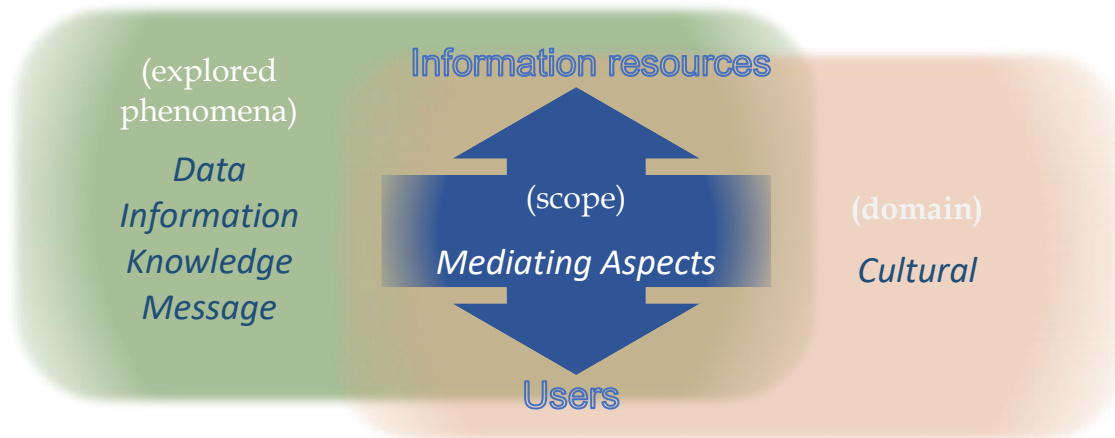 Information resources
(explored
phenomena)
Data
Information
Knowledge
Message
(scope)
Mediating Aspects
(domain)
Cultural
Users